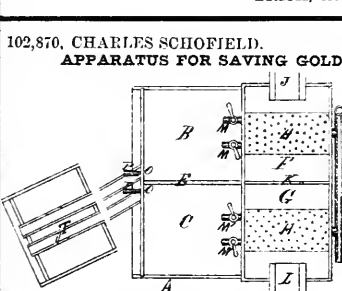 102,870, CHARLES SCHOFIELD.
APPARATUS FOR SAVING GOLD
J
B
M
H
M
F
E
K
G
C
M
H
M
I
A